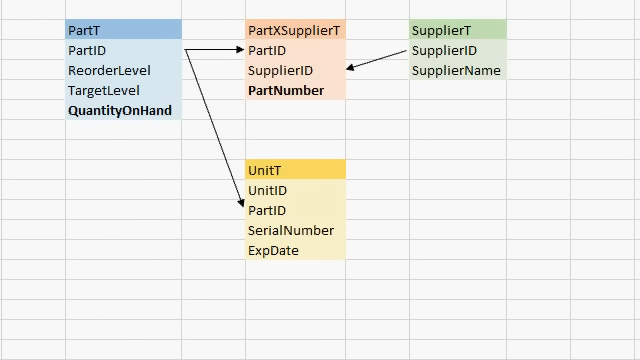 PartT
PartID
ReorderLevel
TargetLevel
QuantityOnHand
PartXSupplierT
PartID
SupplierID
PartNumber
SupplierT
SupplierID
SupplierName
UnitT
UnitID
PartID
SerialNumber
ExpDate